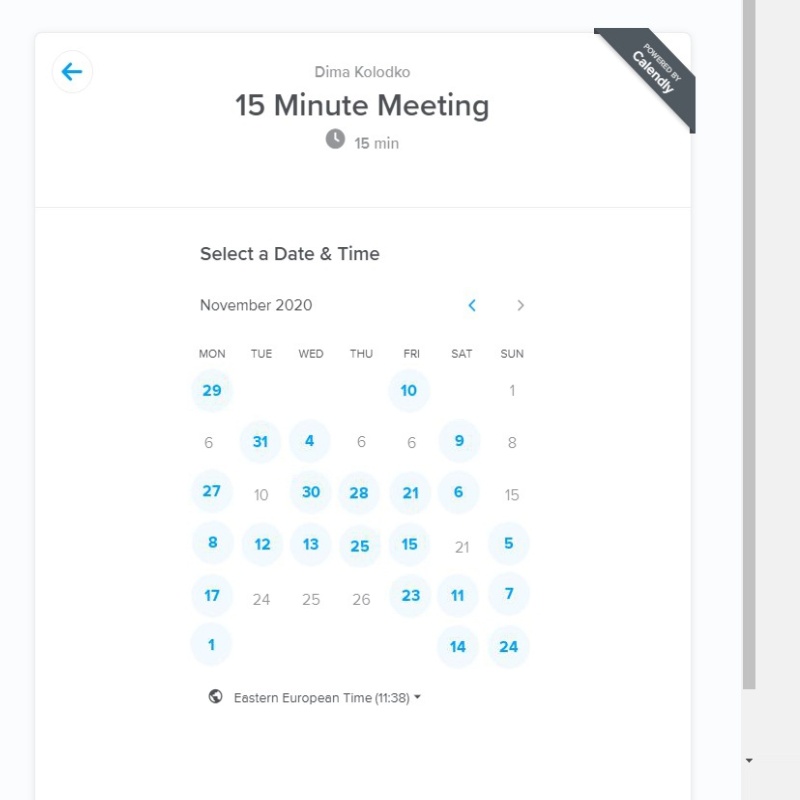 POWERED BY
Calendly
Dima Kolodko
15 Minute Meeting
15 min
Select a Date & Time
November 2020
MON TUE WED THU FRI SAT SUN
29 10 1
6 31 4 6 6 9 8
27 10 30 28 21 6 15
8 12 13 25 15 21 5
17 24 25 26 23 11 7
1 14 24
Eastern European Time (11:38)